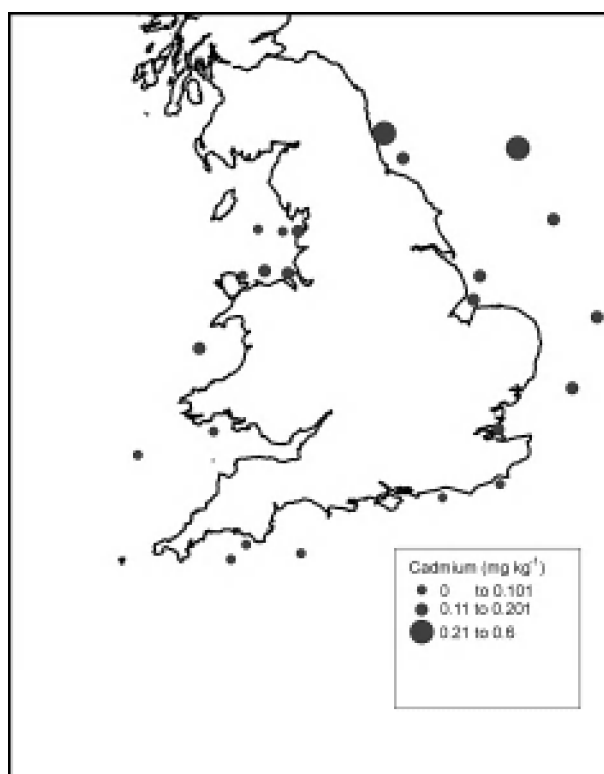 Cadmium (mg kg⁻¹)
0 to 0.101
0.11 to 0.201
0.21 to 0.6